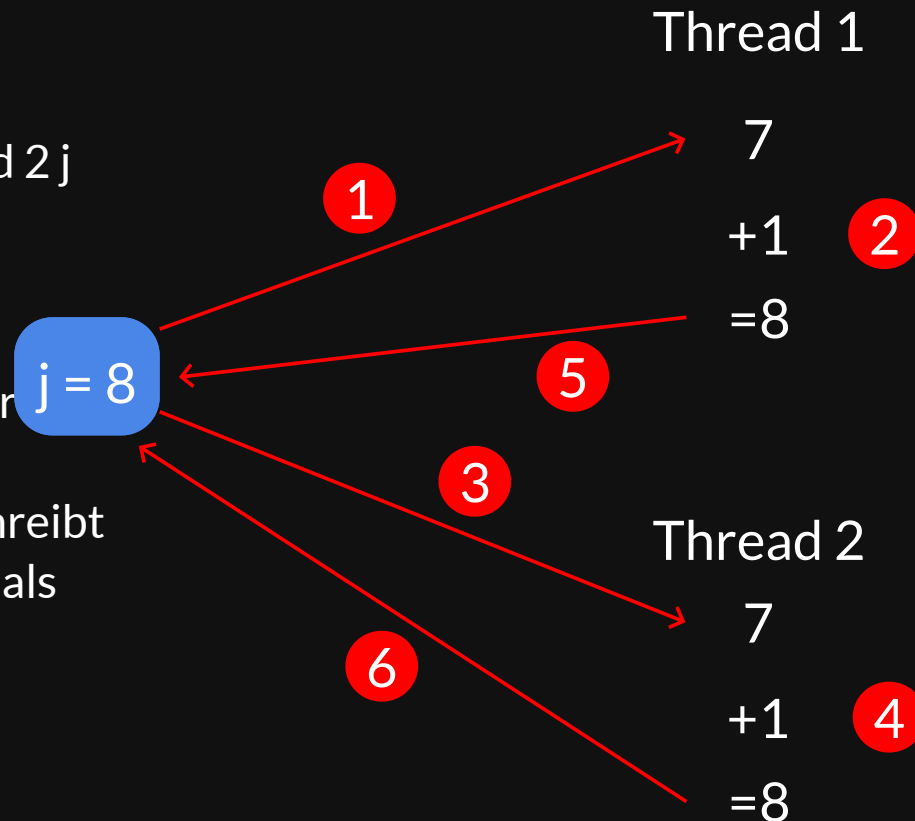 Thread 1
7
d 2 j
1
+1
2
=8
j = 8
5
r
3
hreibt
Thread 2
als
7
6
+1
4
=8